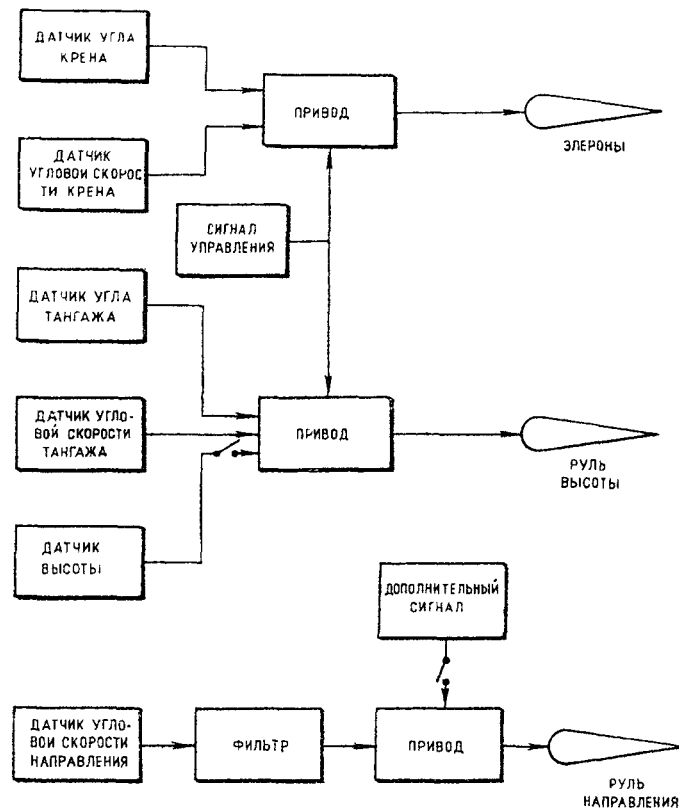 ДАТЧИК УГЛА
КРЕНА
ПРИВОД
ЭЛЕРОНЫ
ДАТЧИК
УГЛОВОЙ СКОРОС
ТИ КРЕНА
СИГНАЛ
УПРАВЛЕНИЯ
ДАТЧИК УГЛА
ТАНГАЖА
ДАТЧИК УГЛО-
ВОЙ СКОРОСТИ
ТАНГАЖА
ПРИВОД
РУЛЬ
ВЫСОТЫ
ДАТЧИК
ВЫСОТЫ
ДОПОЛНИТЕЛЬНЫЙ
СИГНАЛ
ДАТЧИК УГЛО-
ВОЙ СКОРОСТИ
НАПРАВЛЕНИЯ
ФИЛЬТР
ПРИВОД
РУЛЬ
НАПРАВЛЕНИЯ